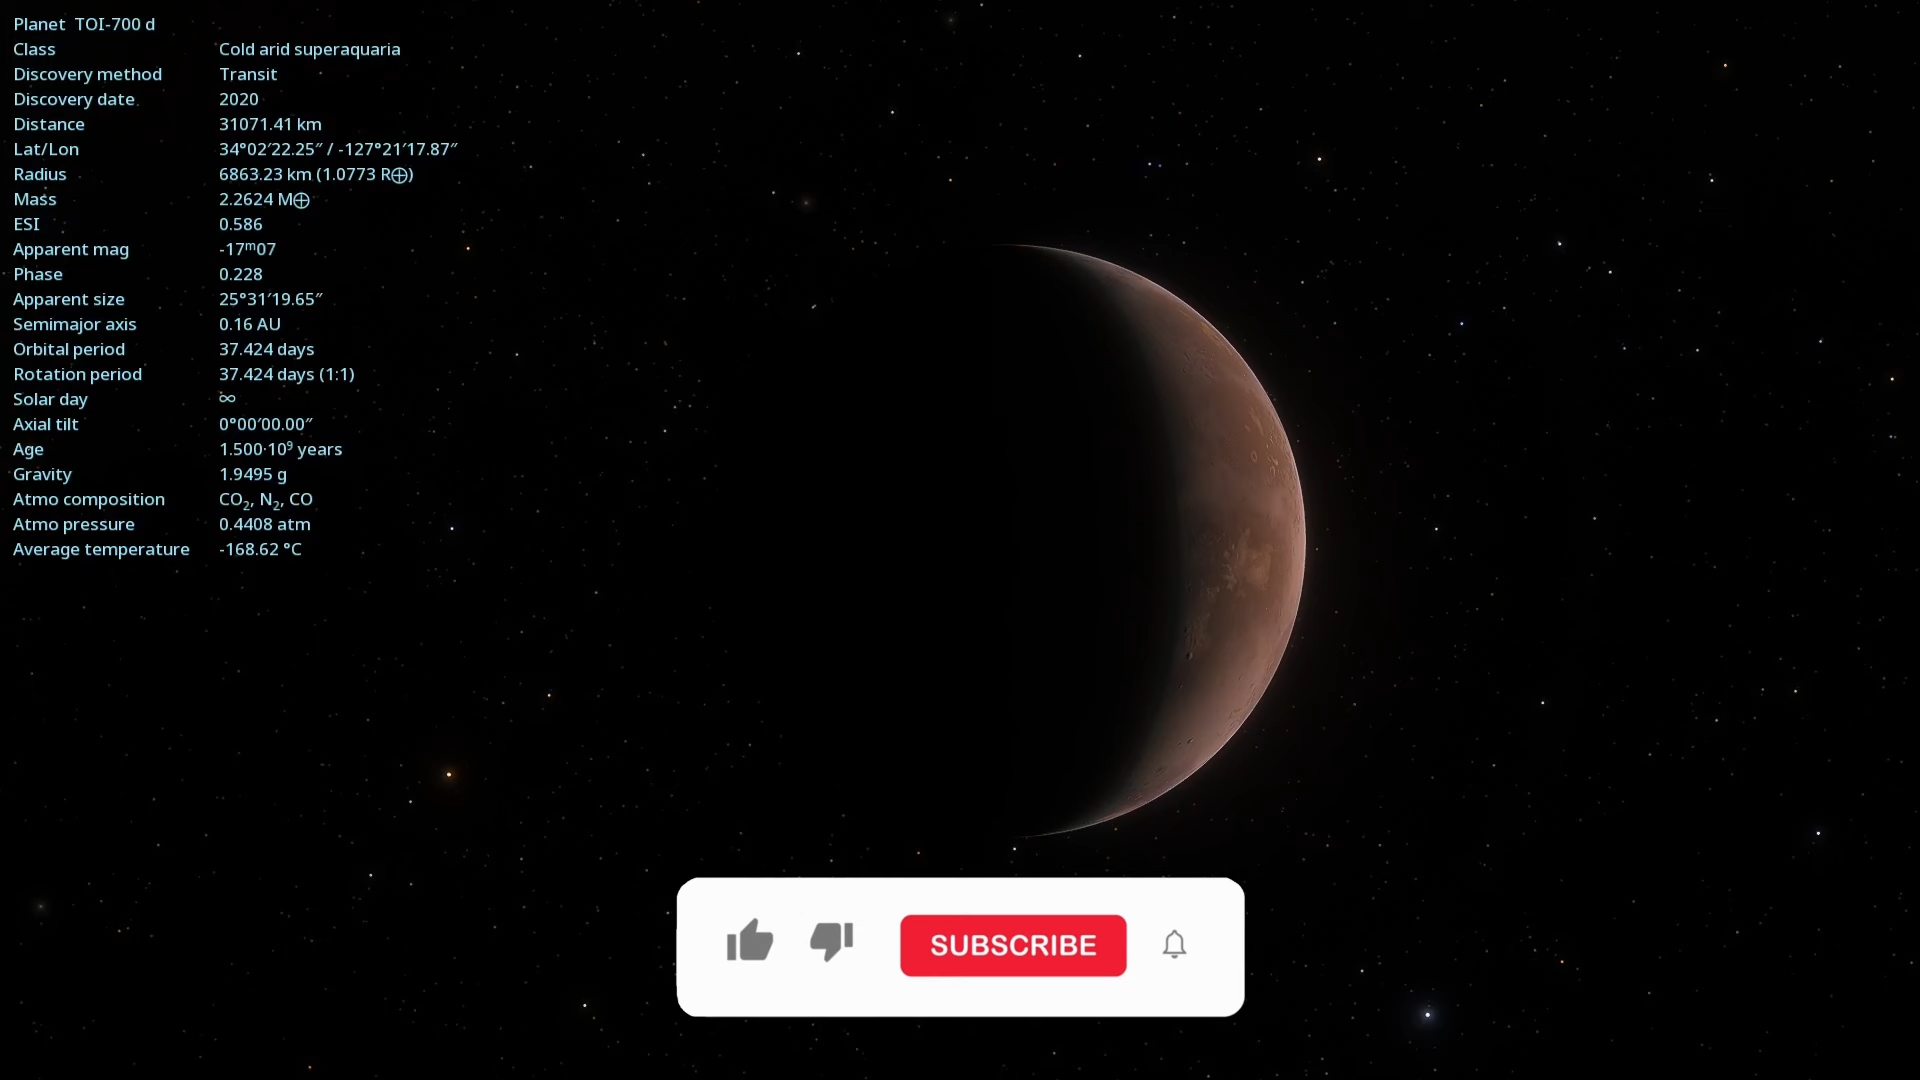 Planet TOI-700 d
Class Cold arid superaquaria
Discovery method Transit
Discovery date 2020
Distance 31071.41 km
Lat/Lon 34°02′22.25″ / -127°21′17.87″
Radius 6863.23 km (1.0773 R⊕)
Mass 2.2624 M⊕
ESI 0.586
Apparent mag -17ᵐ07
Phase 0.228
Apparent size 25°31′19.65″
Semimajor axis 0.16 AU
Orbital period 37.424 days
Rotation period 37.424 days (1:1)
Solar day ∞
Axial tilt 0°00′00.00″
Age 1.500·10⁹ years
Gravity 1.9495 g
Atmo composition CO₂, N₂, CO
Atmo pressure 0.4408 atm
Average temperature -168.62 °C
SUBSCRIBE